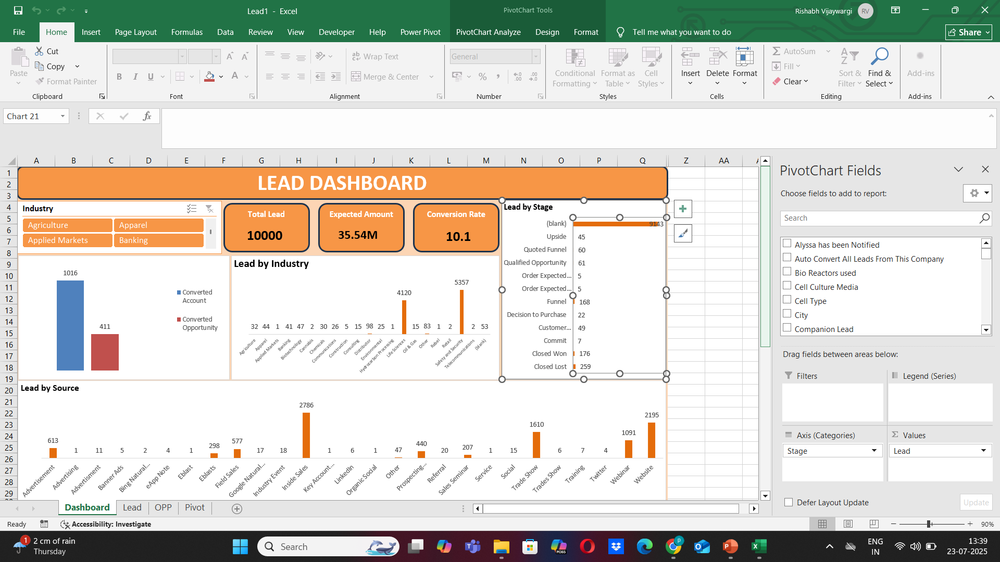 Lead1 - Excel
PivotChart Tools
Rishabh Vijaywargi
RV
File Home Insert Page Layout Formulas Data Review View Developer Help Power Pivot PivotChart Analyze Design Format Tell me what you want to do Share
Paste
Cut
Copy
Format Painter
Clipboard
B I U
A
Font
Wrap Text
Merge & Center
Alignment
General
%
Number
Conditional Formatting
Format as Table
Cell Styles
Styles
Insert
Delete
Format
Cells
AutoSum
Fill
Clear
Sort & Filter
Find & Select
Editing
Add-ins
Add-ins
Chart 21
fx
A B C D E F G H I J K L M N O P Q Z AA
1
2
3
4
5
6
7
8
9
10
11
12
13
14
15
16
17
18
19
20
21
22
23
24
25
26
27
28
29
LEAD DASHBOARD
Industry
Agriculture
Apparel
Applied Markets
Banking
Total Lead
10000
Expected Amount
35.54M
Conversion Rate
10.1
1016
411
Converted Account
Converted Opportunity
Lead by Industry
32 44 1 41 47 2 30 26 5 15 98 25 1 4120 15 83 1 2 5357 2 53
Agriculture
Apparel
Applied Markets
Banking
Biotechnology
Cannabis
Chemicals
Communications
Construction
Consulting
Distributor
Environmental
Hydrocarbon Processing
Life Sciences
Oil & Gas
Other
Rebel
Retail
Safety and Security
Telecommunications
(blank)
Lead by Stage
(blank) 9143
Upside 45
Quoted Funnel 60
Qualified Opportunity 61
Order Expected... 5
Order Expected... 5
Funnel 168
Decision to Purchase 22
Customer... 49
Commit 7
Closed Won 176
Closed Lost 259
Lead by Source
613 1 11 5 2 4 1 298 577 17 18 2786 1 6 1 47 440 20 207 1 15 1610 6 7 4 1091 2195
Advertisement
Advertising
Advertisment
Banner Ads
Bing Natural...
eApp Note
Eblast
Eblasts
Field Sales
Google Natural...
Industry Event
Inside Sales
Key Account...
LinkedIn
Organic Social
Other
Prospecting...
Referral
Sales Seminar
Service
Social
Trade Show
Trades Show
Training
Twitter
Webinar
Website
PivotChart Fields
Choose fields to add to report:
Search
Alyssa has been Notified
Auto Convert All Leads From This Company
Bio Reactors used
Cell Culture Media
Cell Type
City
Companion Lead
Drag fields between areas below:
Filters
Legend (Series)
Axis (Categories)
Σ Values
Stage
Lead
Defer Layout Update
Update
Dashboard Lead OPP Pivot
Ready
Accessibility: Investigate
90%
1
2 cm of rain
Thursday
Search
ENG
IN
13:39
23-07-2025